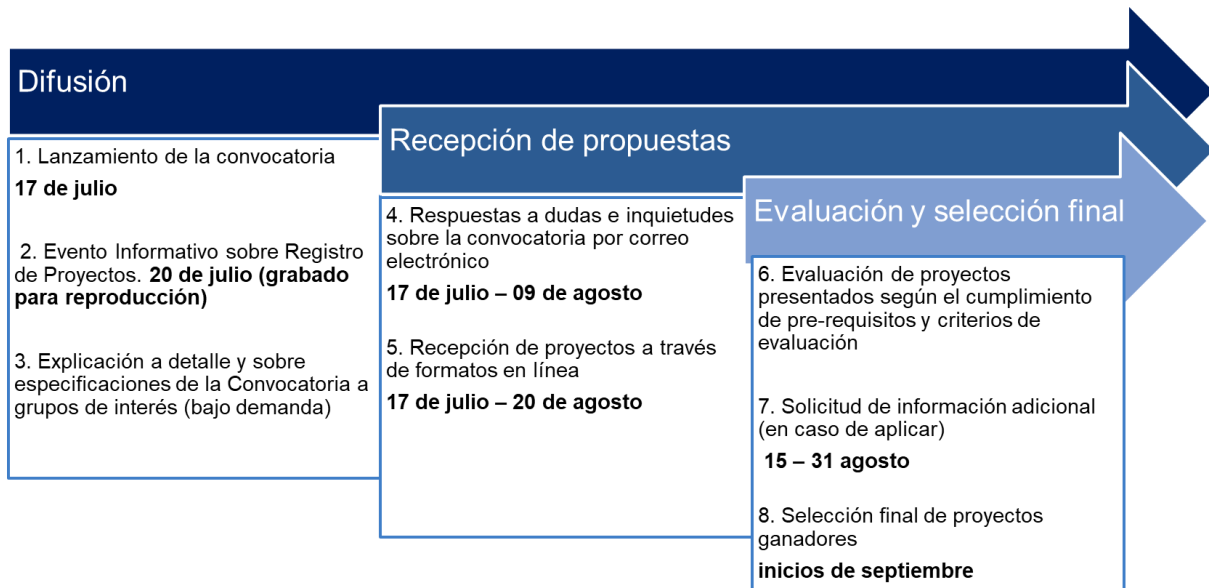 Difusión
1. Lanzamiento de la convocatoria
17 de julio
2. Evento Informativo sobre Registro
de Proyectos. 20 de julio (grabado
para reproducción)
3. Explicación a detalle y sobre
especificaciones de la Convocatoria a
grupos de interés (bajo demanda)
Recepción de propuestas
4. Respuestas a dudas e inquietudes
sobre la convocatoria por correo
electrónico
17 de julio – 09 de agosto
5. Recepción de proyectos a través
de formatos en línea
17 de julio – 20 de agosto
Evaluación y selección final
6. Evaluación de proyectos
presentados según el cumplimiento
de pre-requisitos y criterios de
evaluación
7. Solicitud de información adicional
(en caso de aplicar)
15 – 31 agosto
8. Selección final de proyectos
ganadores
inicios de septiembre